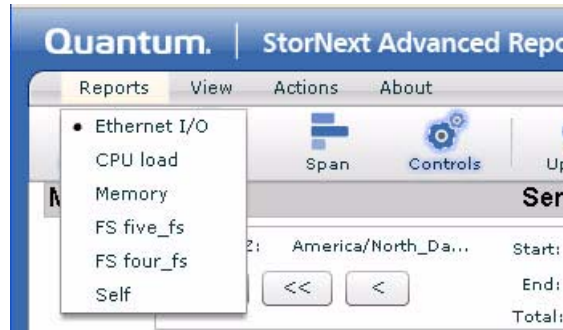 Quantum. StorNext Advanced Repo
Reports View Actions About
• Ethernet I/O
CPU load
Memory
FS five_fs
FS four_fs
Self
Span Controls Up
Ser
Z: America/North_Da... Start:
<< < End:
Total: